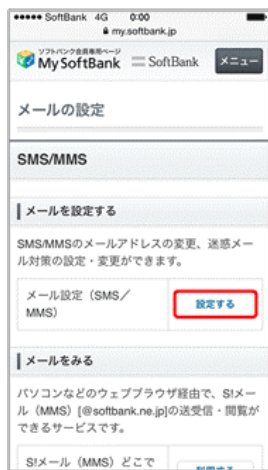 SoftBank 4G 0:00
my.softbank.jp
ソフトバンク会員専用ページ
My SoftBank SoftBank メニュー
メールの設定
SMS/MMS
メールを設定する
SMS/MMSのメールアドレスの変更、迷惑メー
ル対策の設定・変更ができます。
メール設定（SMS／
MMS）
設定する
メールをみる
パソコンなどのウェブブラウザ経由で、S!メー
ル（MMS）[@softbank.ne.jp]の送受信・閲覧が
できるサービスです。
S!メール（MMS）どこで
利用する